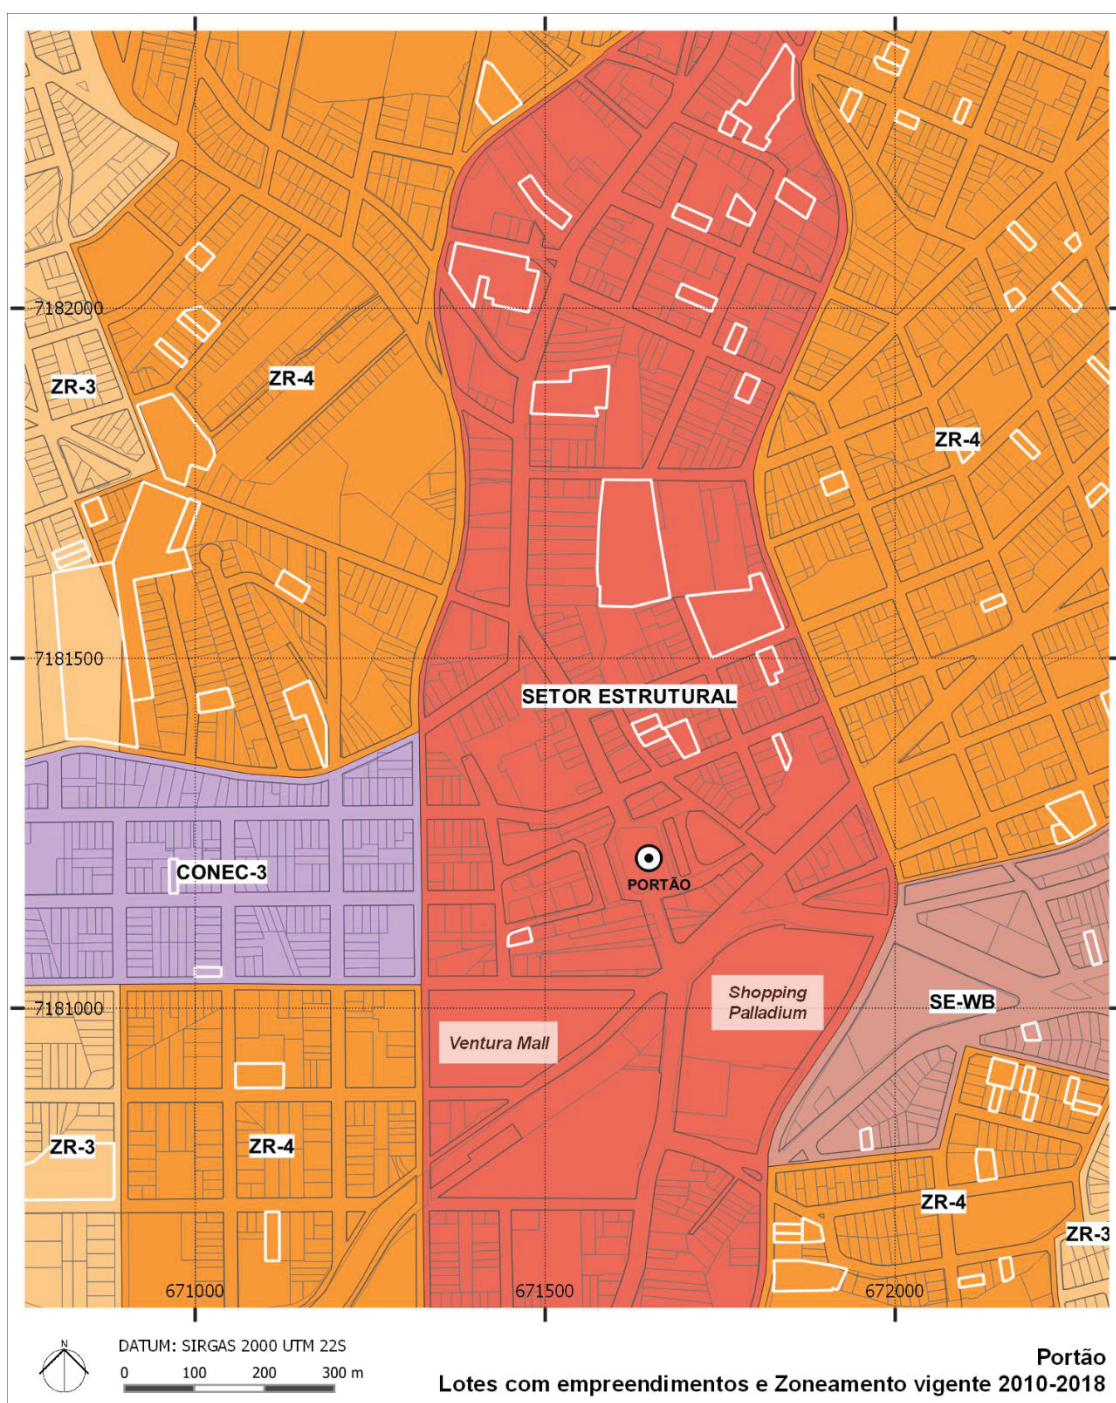 7182000
ZR-3
ZR-4
ZR-4
7181500
SETOR ESTRUTURAL
CONEC-3
PORTÃO
7181000
Shopping
Palladium
SE-WB
Ventura Mall
ZR-3
ZR-4
ZR-4
ZR-3
671000
671500
672000
N
DATUM: SIRGAS 2000 UTM 22S
0 100 200 300 m
Portão
Lotes com empreendimentos e Zoneamento vigente 2010-2018